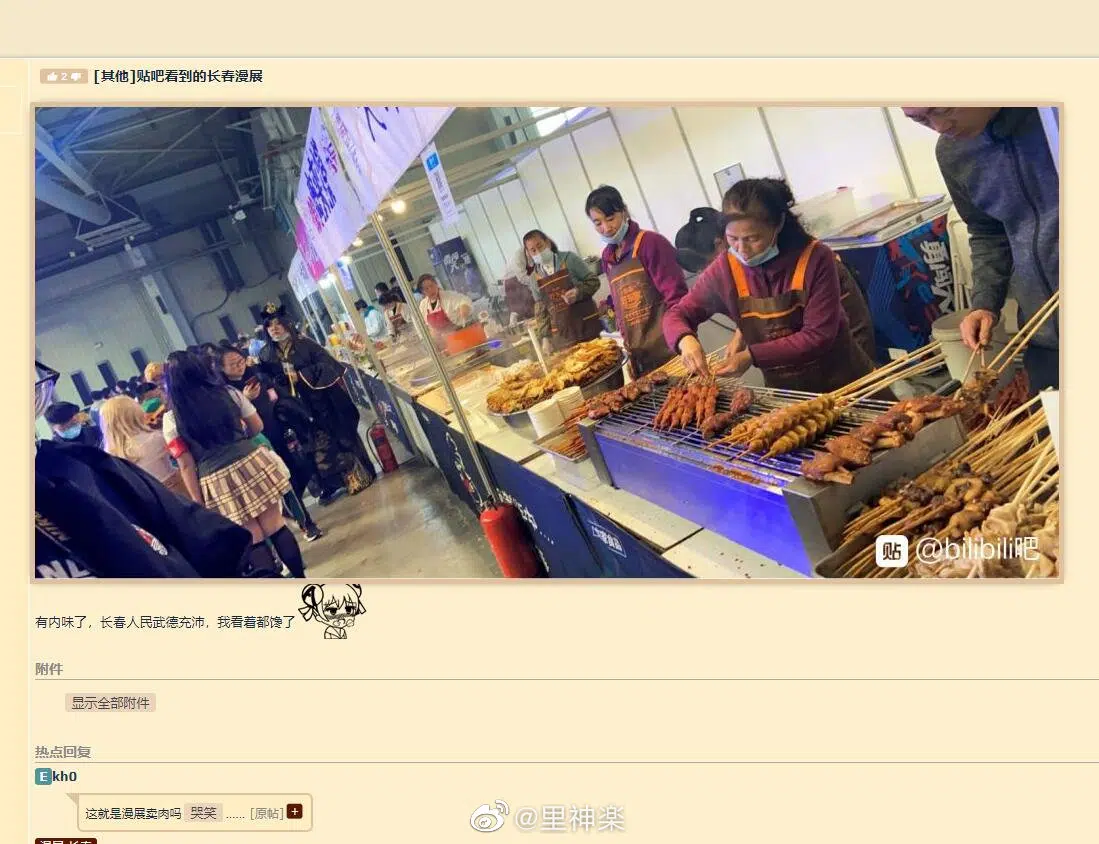 2
[其他]贴吧看到的长春漫展
贴 @bilibili吧
有内味了，长春人民武德充沛，我看着都馋了
附件
显示全部附件
热点回复
E kh0
这就是漫展卖肉吗 哭笑 ...... [原帖] +
@里神楽